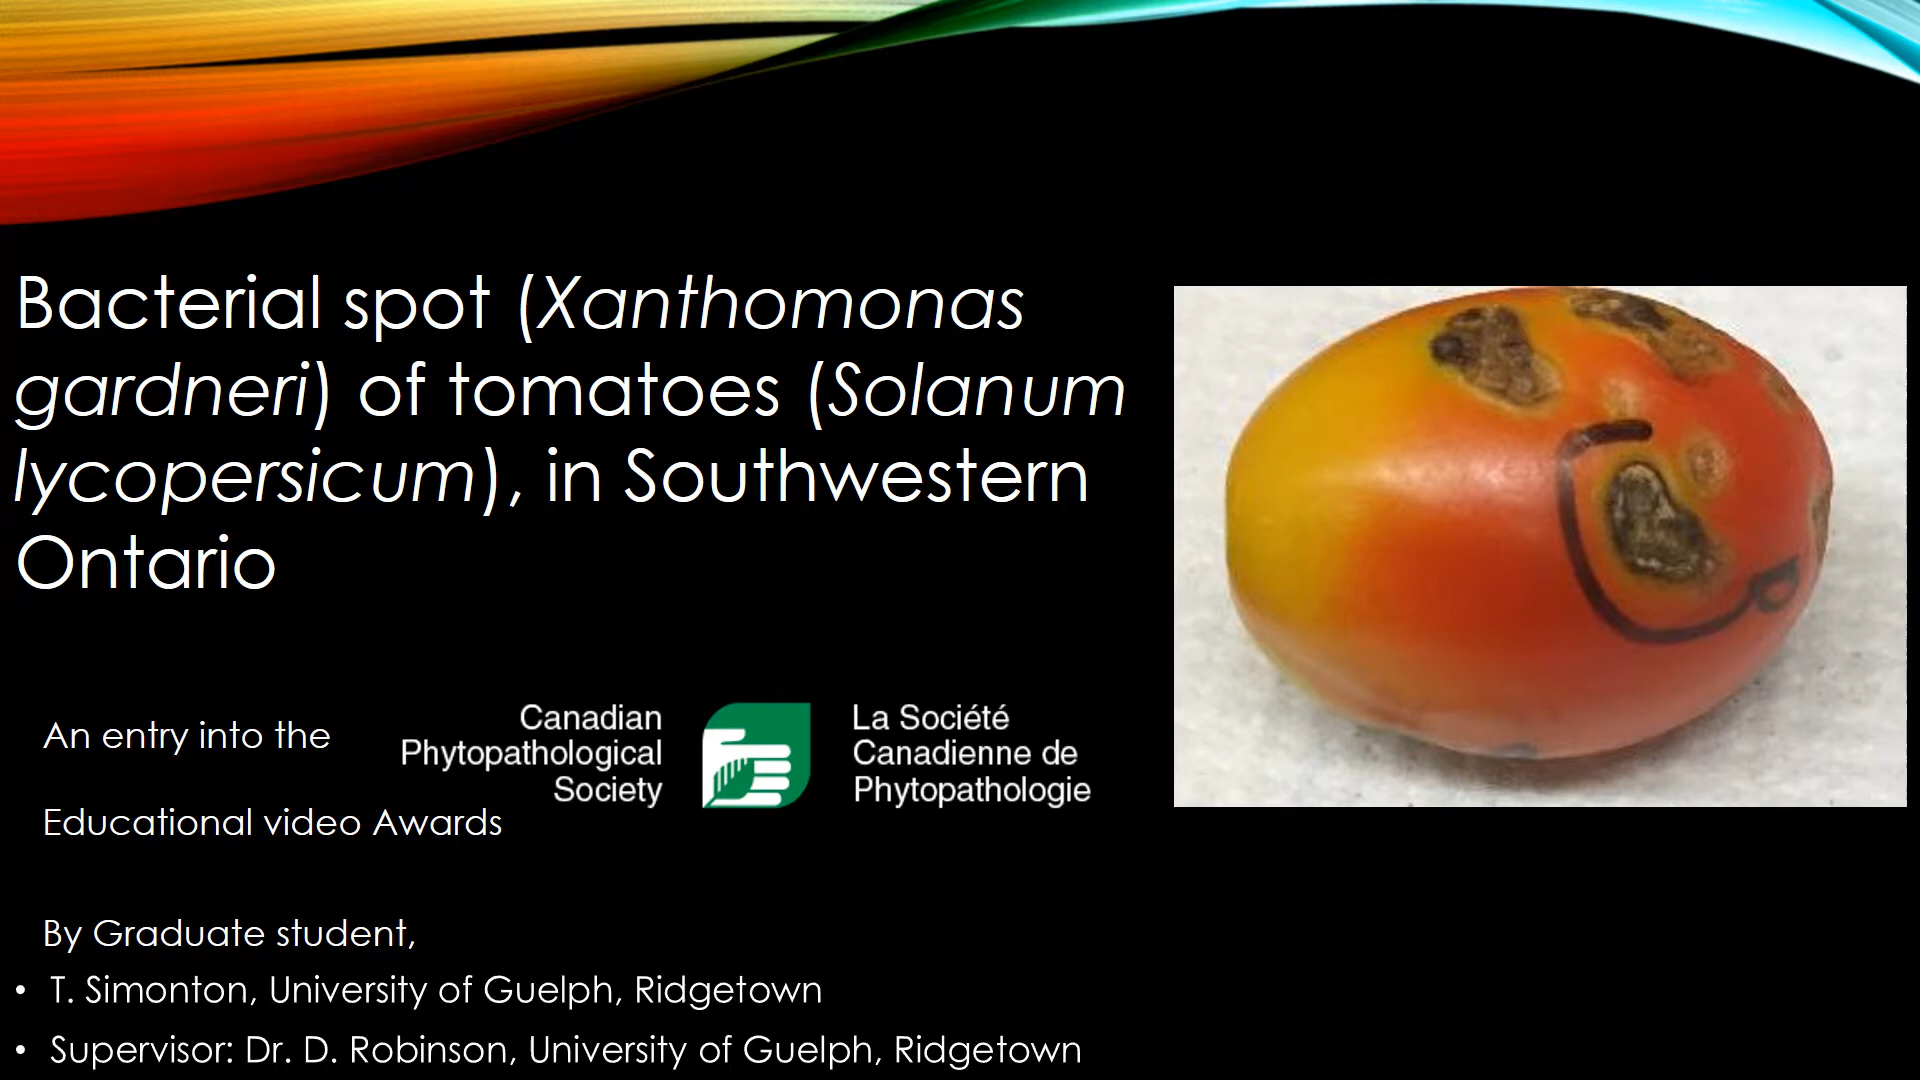 Bacterial spot (Xanthomonas
gardneri) of tomatoes (Solanum
lycopersicum), in Southwestern
Ontario
An entry into the
Canadian
Phytopathological
Society
La Société
Canadienne de
Phytopathologie
Educational video Awards
By Graduate student,
• T. Simonton, University of Guelph, Ridgetown
• Supervisor: Dr. D. Robinson, University of Guelph, Ridgetown